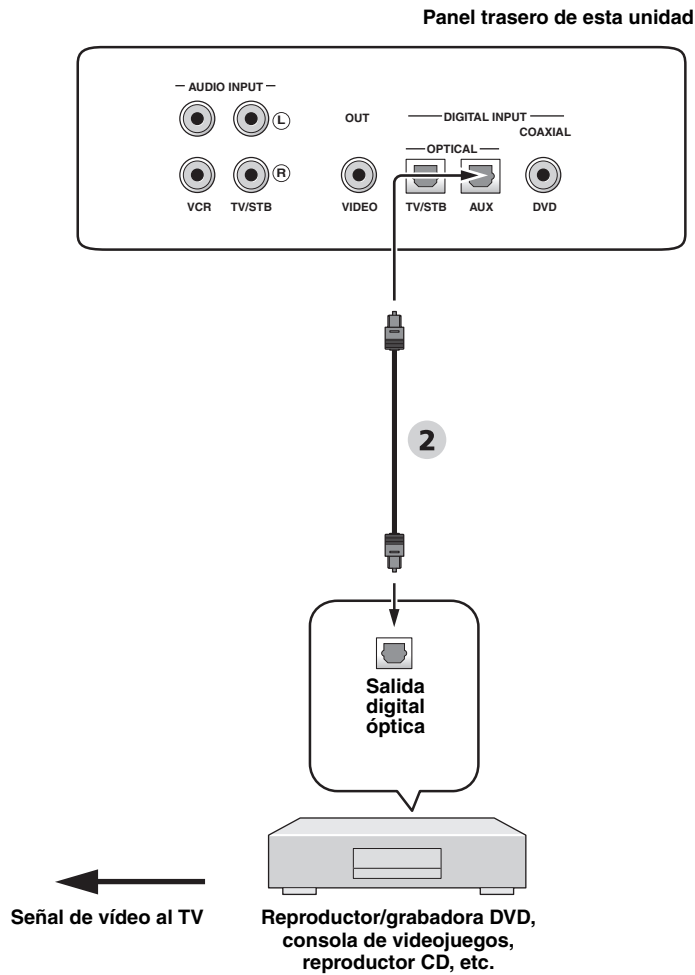 Panel trasero de esta unidad
AUDIO INPUT
L
OUT
DIGITAL INPUT
COAXIAL
OPTICAL
R
VCR
TV/STB
VIDEO
TV/STB
AUX
DVD
2
Salida
digital
óptica
Señal de vídeo al TV
Reproductor/grabadora DVD,
consola de videojuegos,
reproductor CD, etc.